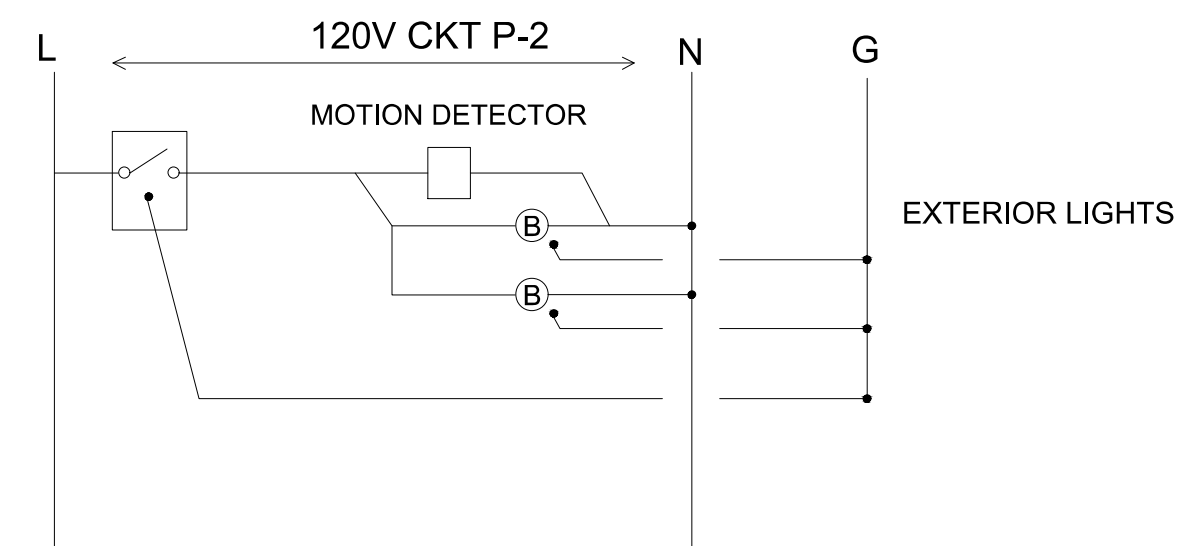 120V CKT P-2
L
N
G
MOTION DETECTOR
EXTERIOR LIGHTS
B
B